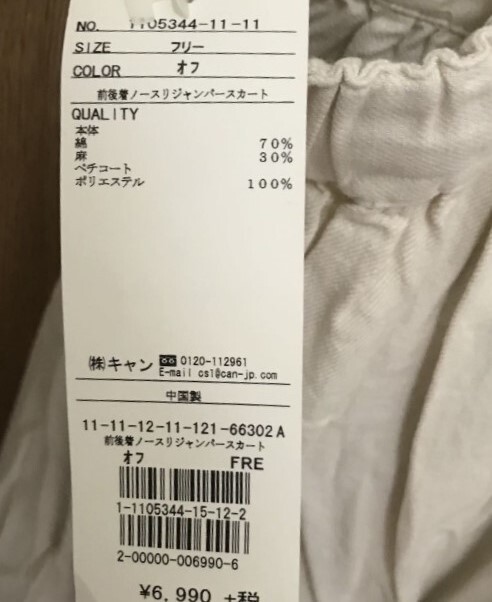 NO. 1105344-11-11
SIZE フリー
COLOR オフ
前後着ノースリジャンパースカート
QUALITY
本体
綿 70%
麻 30%
ペチコート
ポリエステル 100%
㈱キャン 0120-112961
E-mail cs1@can-jp.com
中国製
11-11-12-11-121-66302A
前後着ノースリジャンパースカート
オフ FRE
1-1105344-15-12-2
2-00000-006990-6
¥6,990 +税